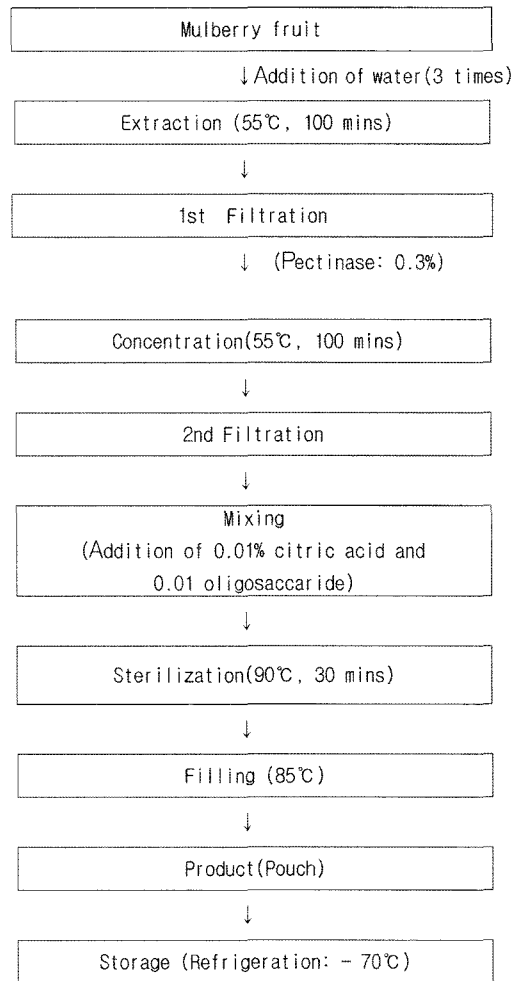 Mulberry fruit
↓Addition of water(3 times)
Extraction (55℃, 100 mins)
↓
1st Filtration
↓ (Pectinase: 0.3%)
Concentration(55℃, 100 mins)
↓
2nd Filtration
↓
Mixing
(Addition of 0.01% citric acid and
0.01 oligosaccaride)
↓
Sterilization(90℃, 30 mins)
↓
Filling (85℃)
↓
Product(Pouch)
↓
Storage (Refrigeration: - 70℃)